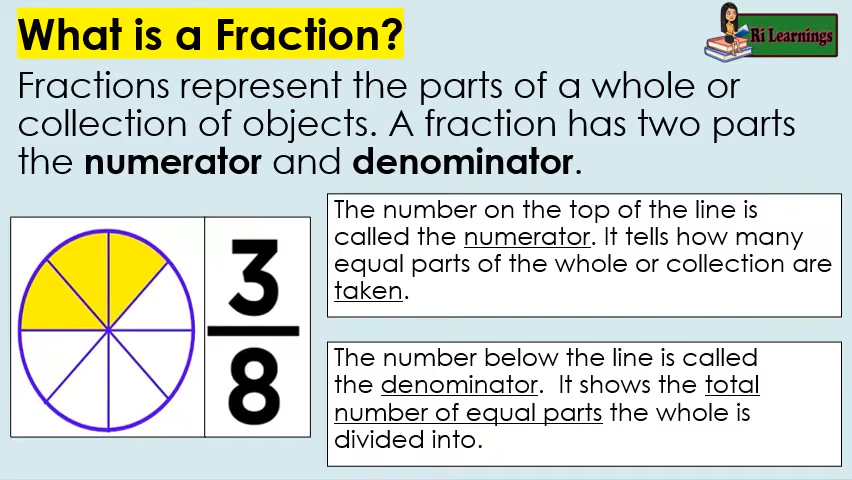 What is a Fraction?
Ri Learnings
Fractions represent the parts of a whole or
collection of objects. A fraction has two parts
the numerator and denominator.
The number on the top of the line is
called the numerator. It tells how many
equal parts of the whole or collection are
taken.
3
8
The number below the line is called
the denominator.  It shows the total
number of equal parts the whole is
divided into.